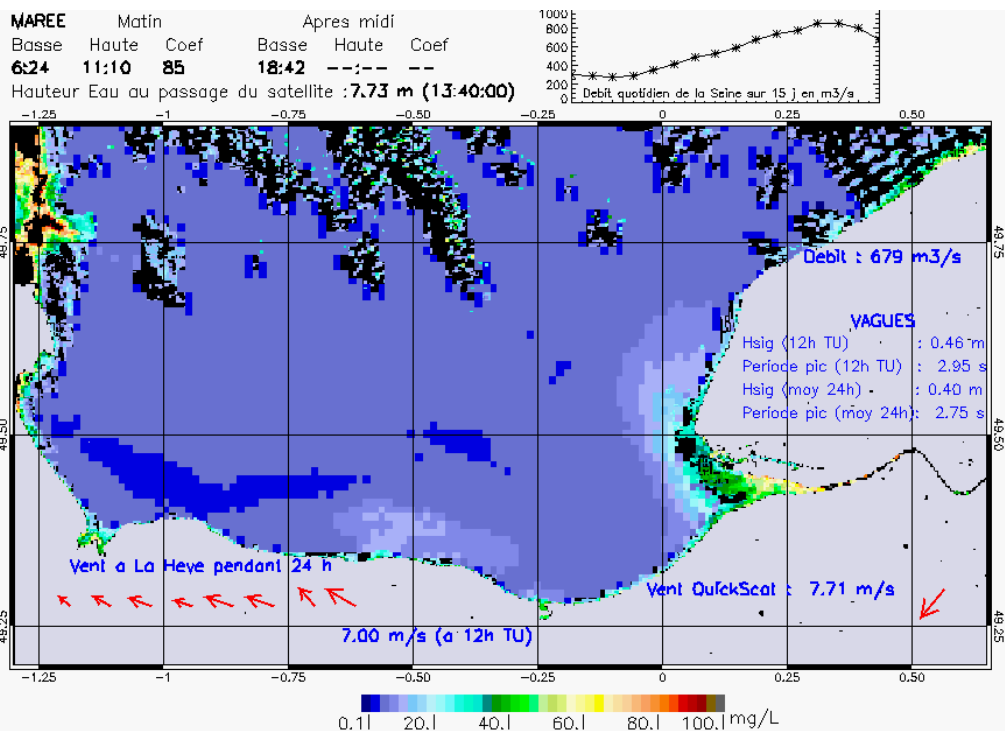 MAREE Matin Apres midi
Basse Haute Coef Basse Haute Coef
6:24 11:10 85 18:42 --:-- --
Hauteur Eau au passage du satellite :7.73 m (13:40:00)
1000
800
600
400
200
0
Debit quotidien de la Seine sur 15 j en m3/s
-1.25 -1 -0.75 -0.50 -0.25 0 0.25 0.50
49.75 49.75
Debit : 679 m3/s
VAGUES
Hsig (12h TU) : 0.46 m
Periode pic (12h TU) : 2.95 s
Hsig (moy 24h) : 0.40 m
Periode pic (moy 24h): 2.75 s
49.50 49.50
Vent a La Heve pendant 24 h
Vent QuickScat : 7.71 m/s
7.00 m/s (a 12h TU)
49.25 49.25
-1.25 -1 -0.75 -0.50 -0.25 0 0.25 0.50
0.1 20.1 40.1 60.1 80.1 100.1 mg/L